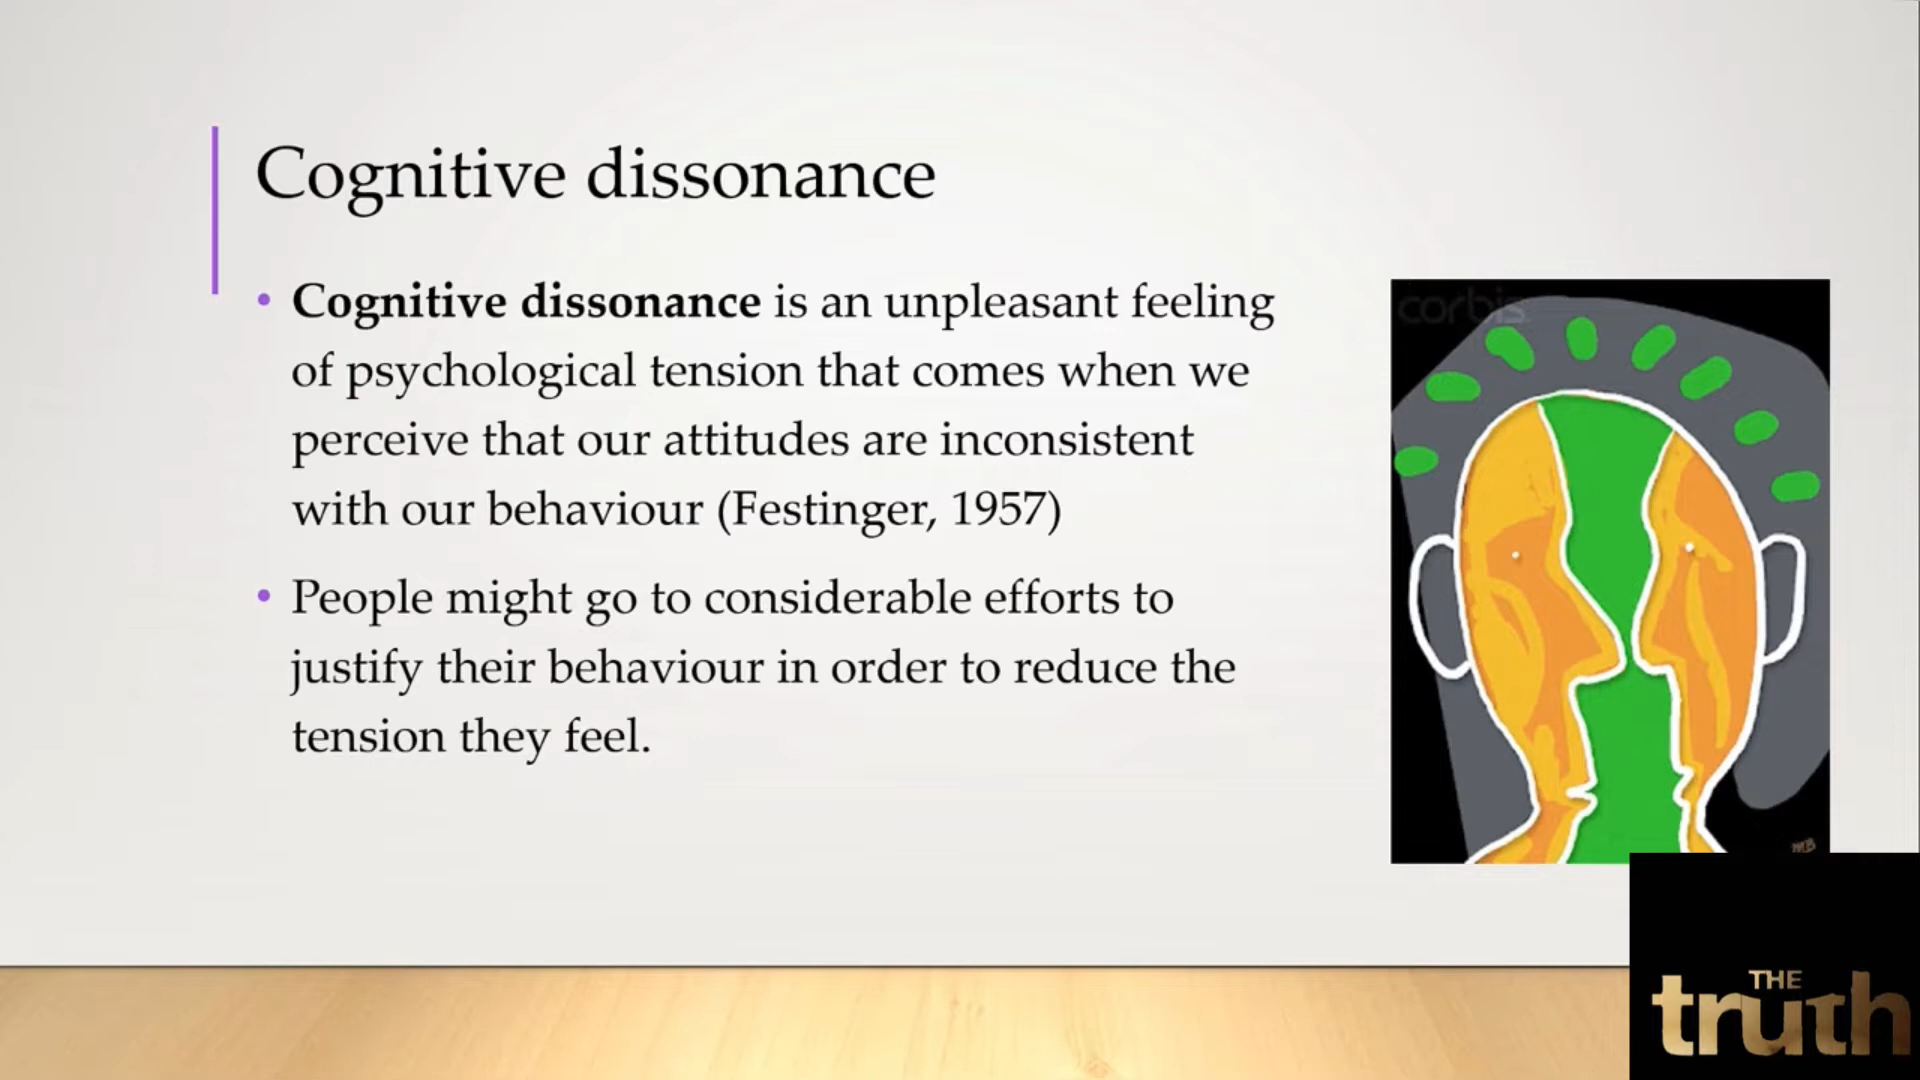 Cognitive dissonance
• Cognitive dissonance is an unpleasant feeling
of psychological tension that comes when we
perceive that our attitudes are inconsistent
with our behaviour (Festinger, 1957)
• People might go to considerable efforts to
justify their behaviour in order to reduce the
tension they feel.
corbis
MB
THE
truth